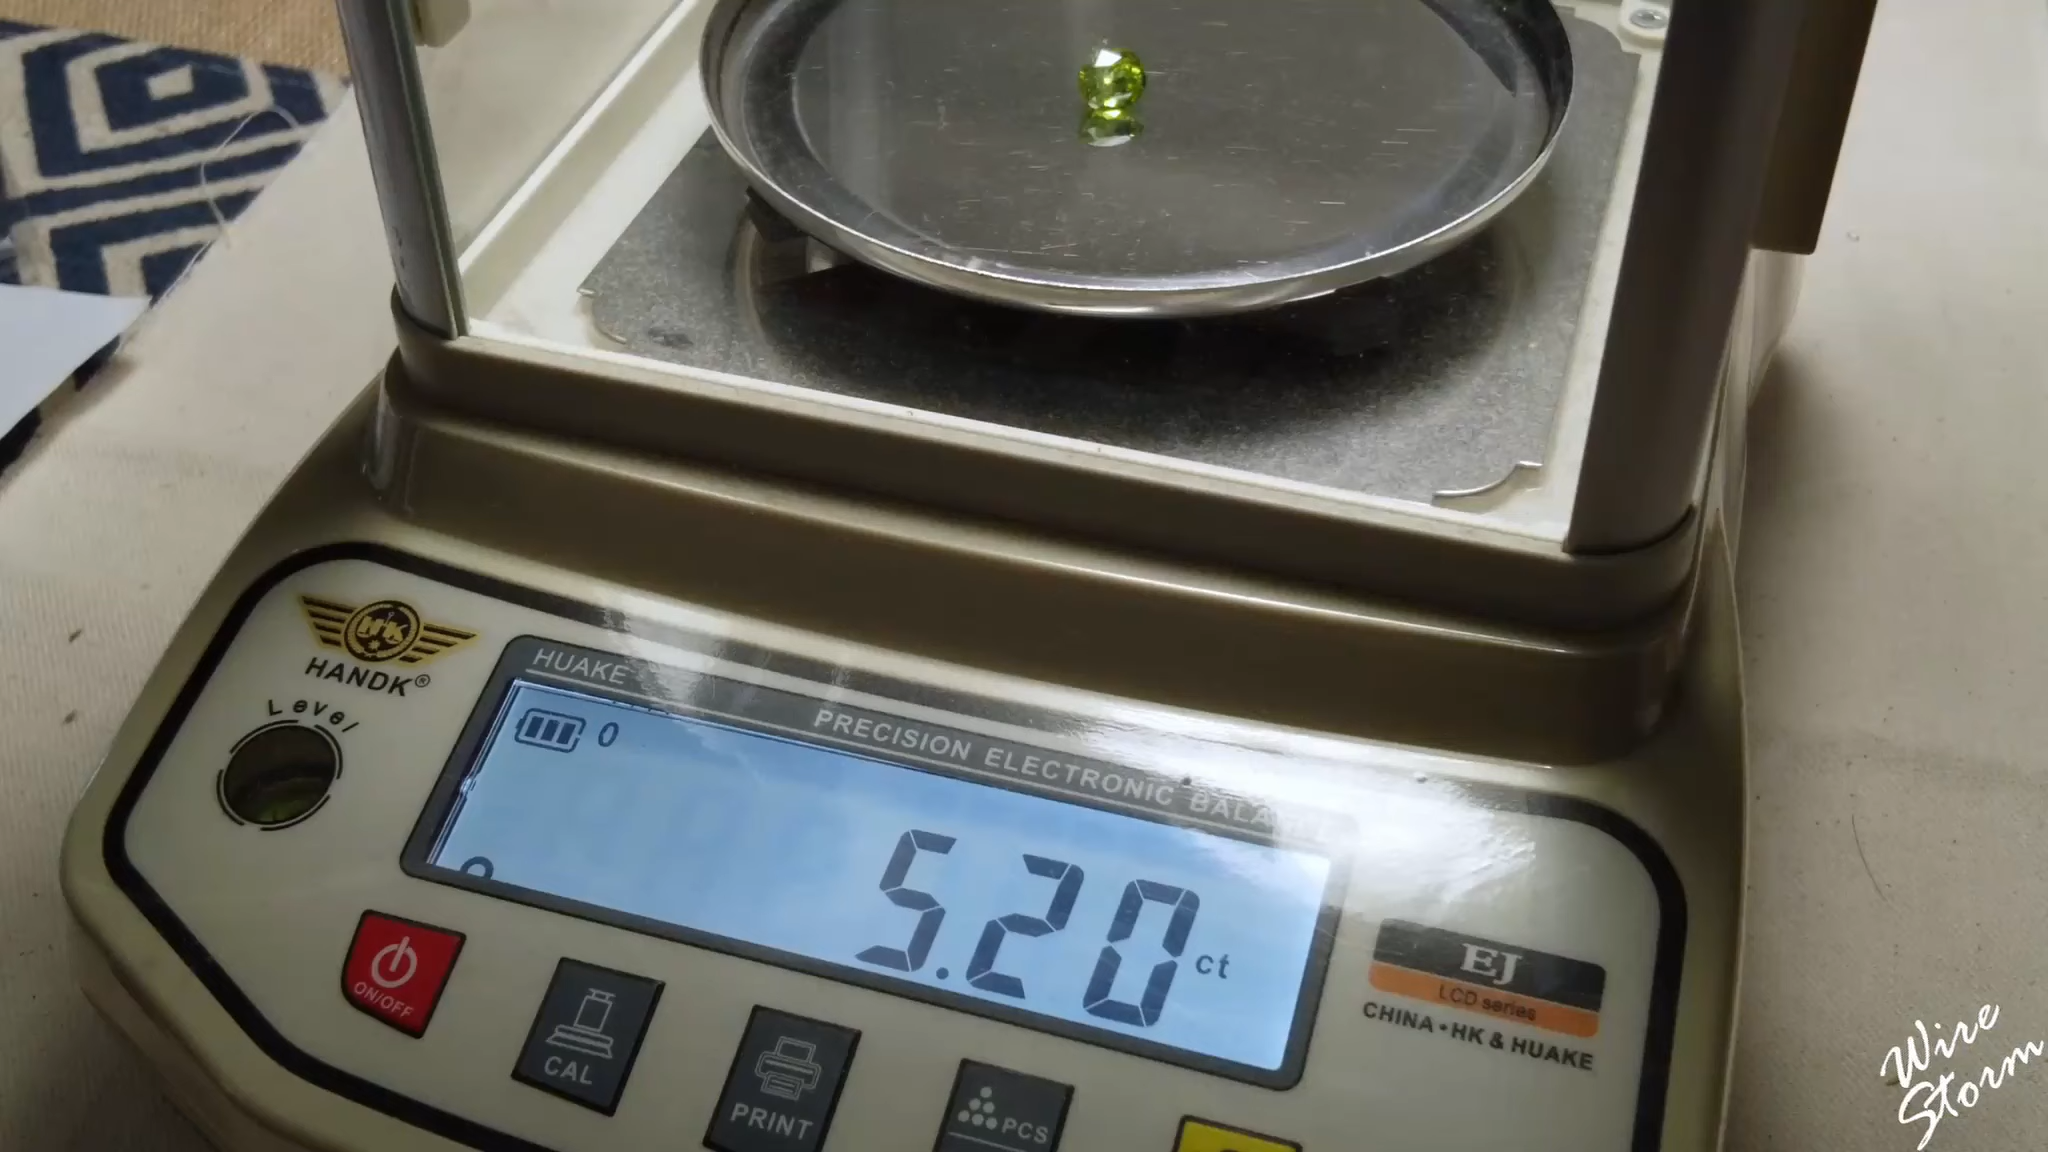 HK
HANDK®
Level
HUAKE
PRECISION ELECTRONIC
0
5.20 ct
ON/OFF
CAL
PRINT
PCS
EJ
LCD series
CHINA•HK & HUAKE
Wire
Storm